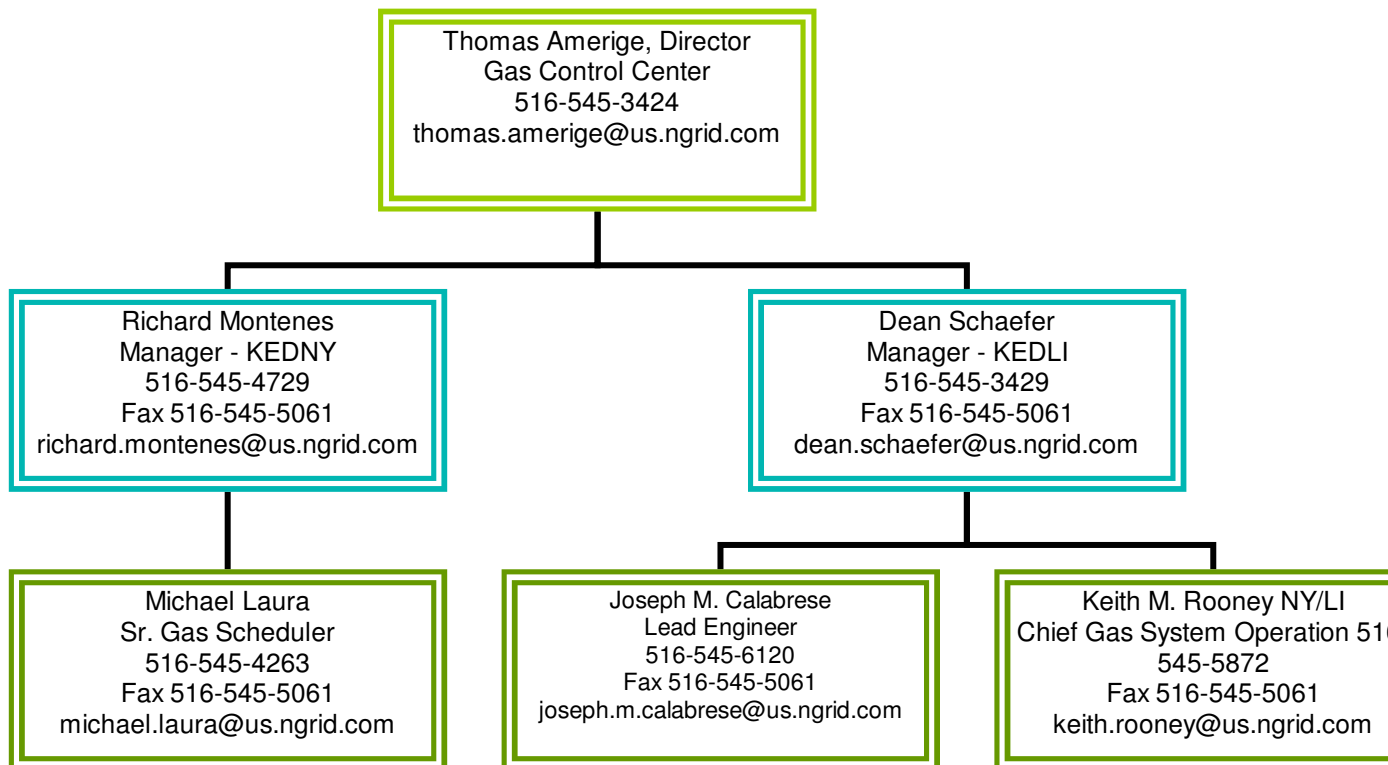 Thomas Amerige, Director
Gas Control Center
516-545-3424
thomas.amerige@us.ngrid.com
Richard Montenes
Manager - KEDNY
516-545-4729
Fax 516-545-5061
richard.montenes@us.ngrid.com
Dean Schaefer
Manager - KEDLI
516-545-3429
Fax 516-545-5061
dean.schaefer@us.ngrid.com
Michael Laura
Sr. Gas Scheduler
516-545-4263
Fax 516-545-5061
michael.laura@us.ngrid.com
Joseph M. Calabrese
Lead Engineer
516-545-6120
Fax 516-545-5061
joseph.m.calabrese@us.ngrid.com
Keith M. Rooney NY/LI
Chief Gas System Operation
545-5872
Fax 516-545-5061
keith.rooney@us.ngrid.com